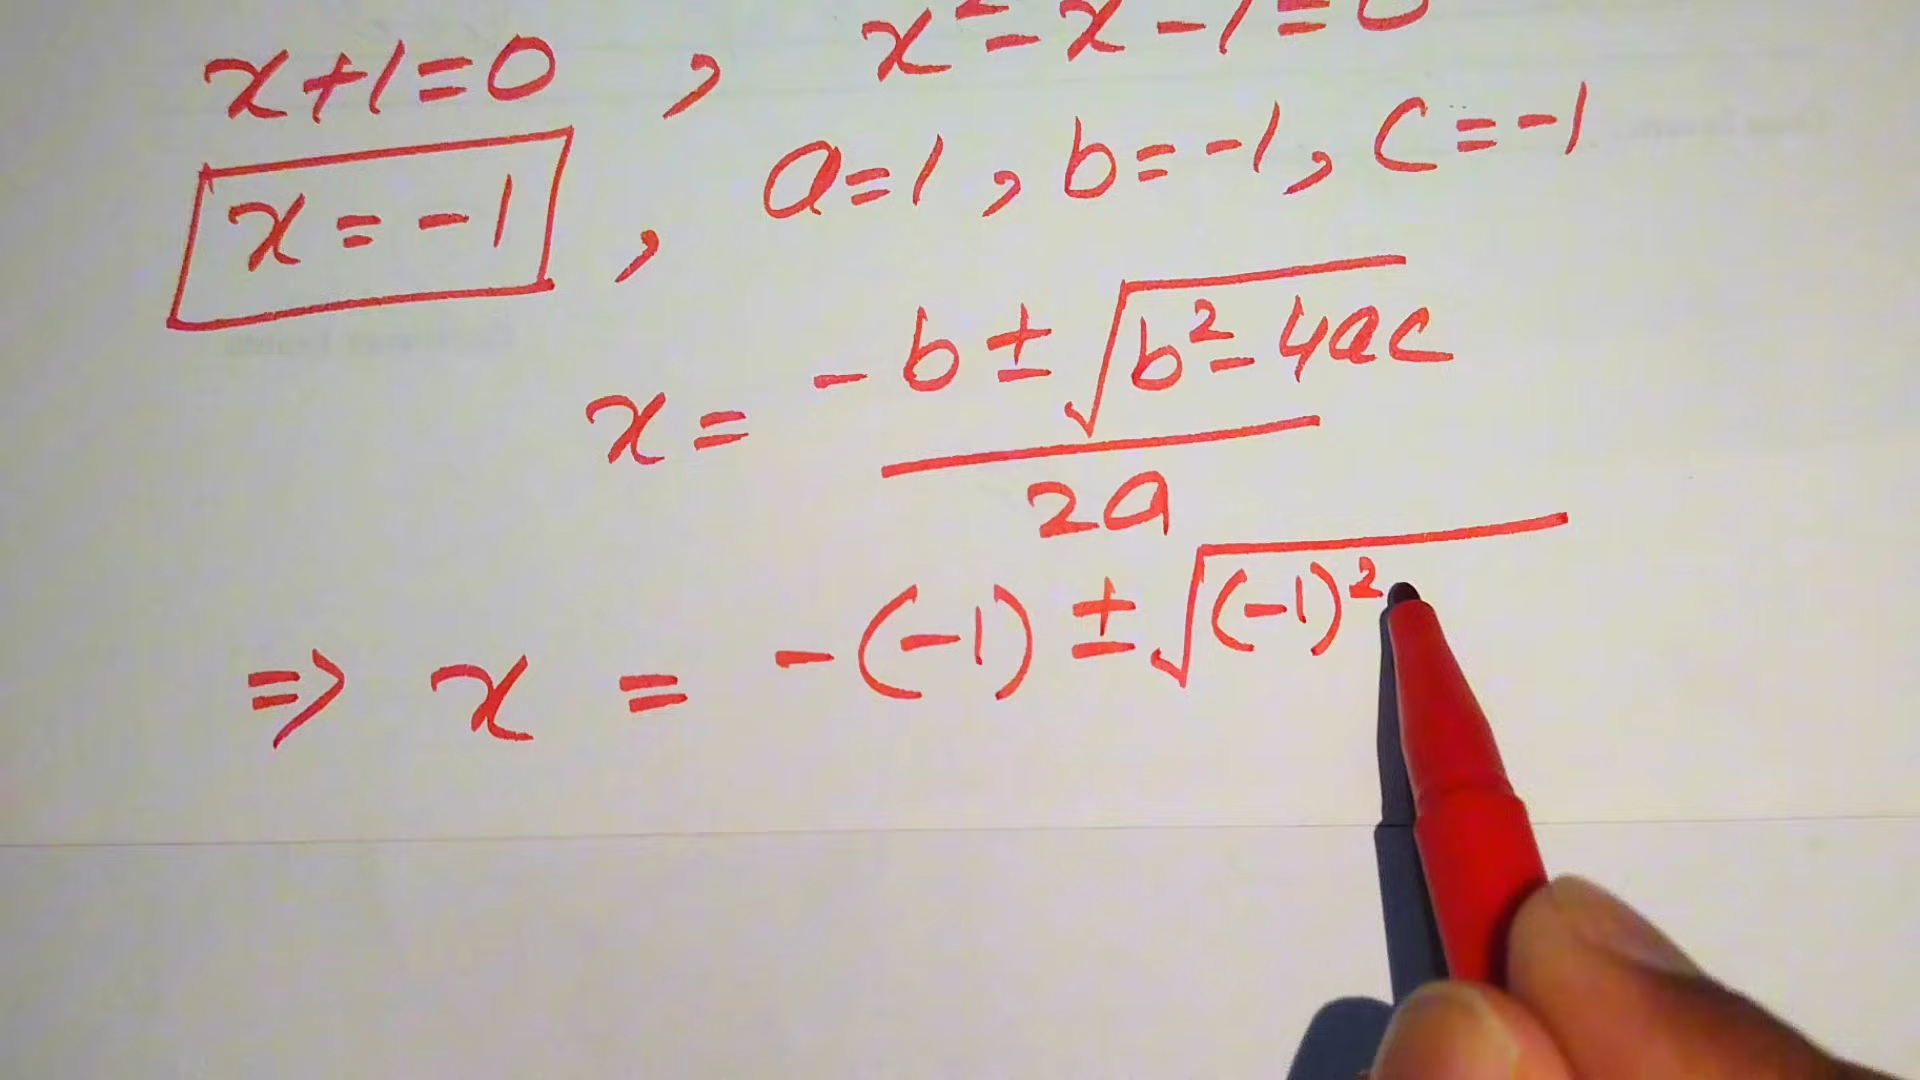 x+1=0 , x²-x-1=0
x=-1 , a=1 , b=-1 , c=-1
x = -b±√b²-4ac
2a
⇒ x = -(-1) ± √(-1)²